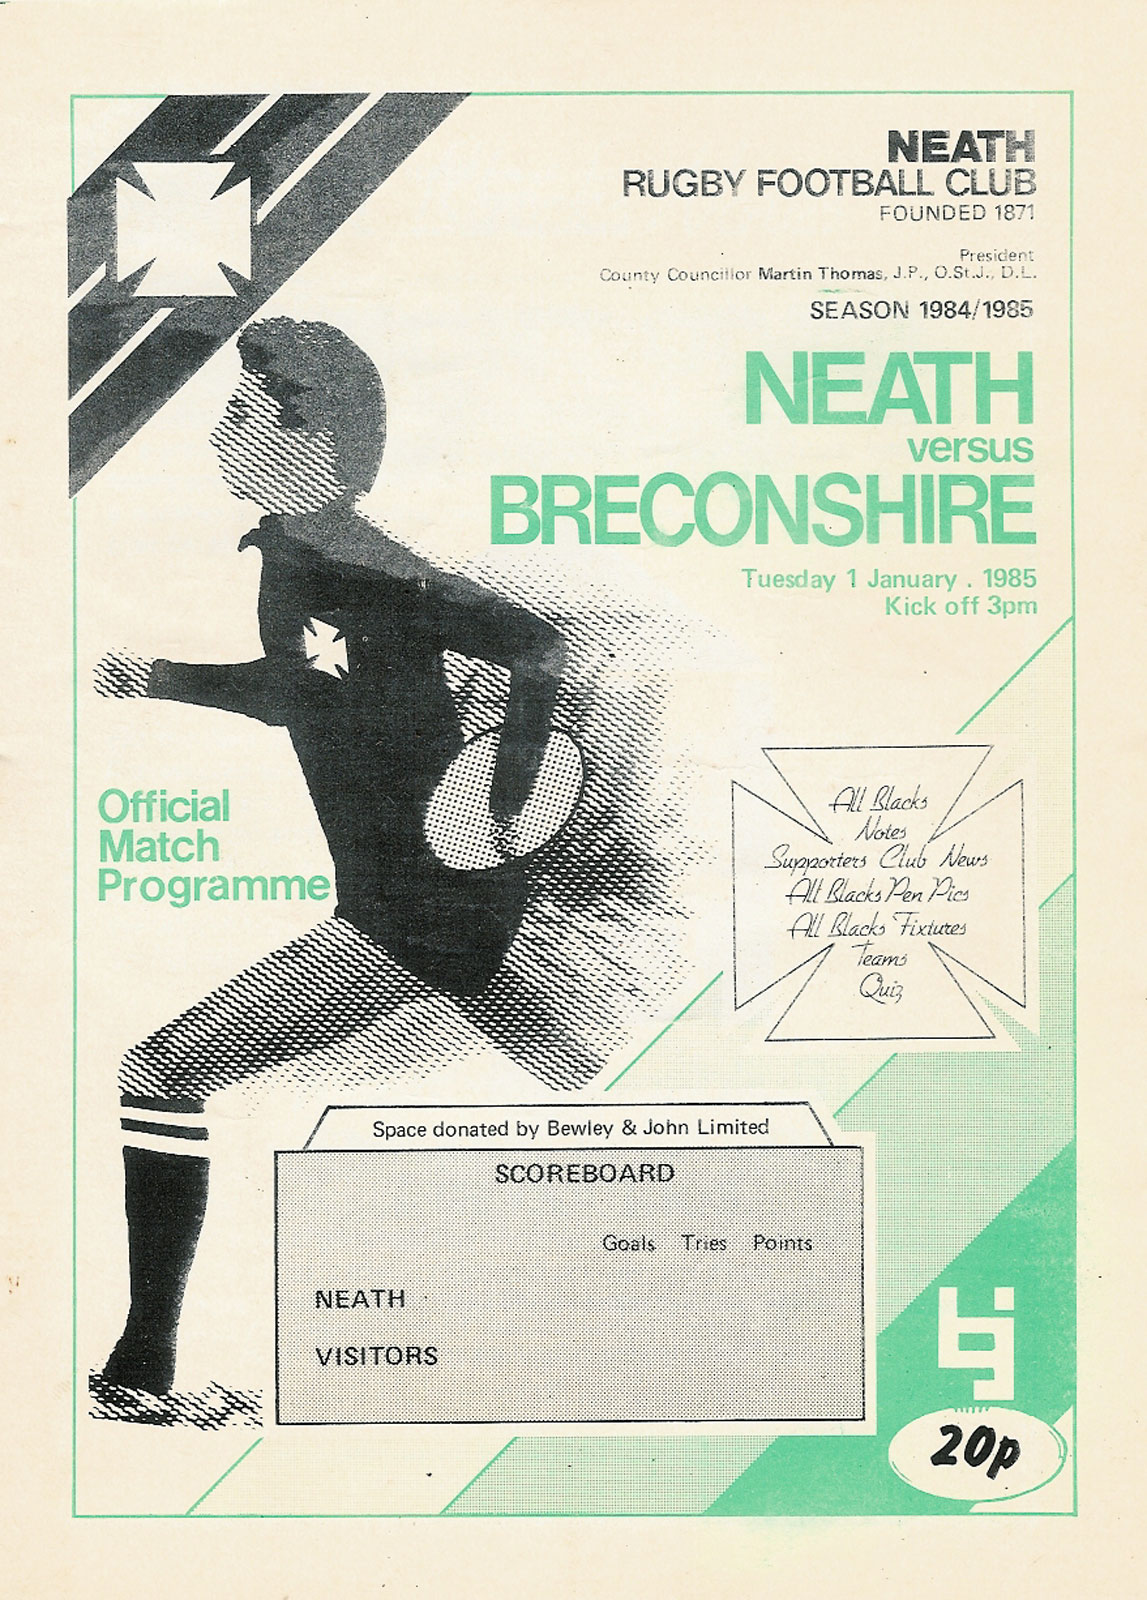 NEATH
RUGBY FOOTBALL CLUB
FOUNDED 1871
President
County Councillor Martin Thomas, J.P., O.St.J., D.L.
SEASON 1984/1985
NEATH
versus
BRECONSHIRE
Tuesday 1 January . 1985
Kick off 3pm
Official
Match
Programme
All Blacks
Notes
Supporters Club News
All Blacks Pen Pics
All Blacks Fixtures
Teams
Quiz
Space donated by Bewley & John Limited
SCOREBOARD
Goals Tries Points
NEATH
VISITORS
bj
20p